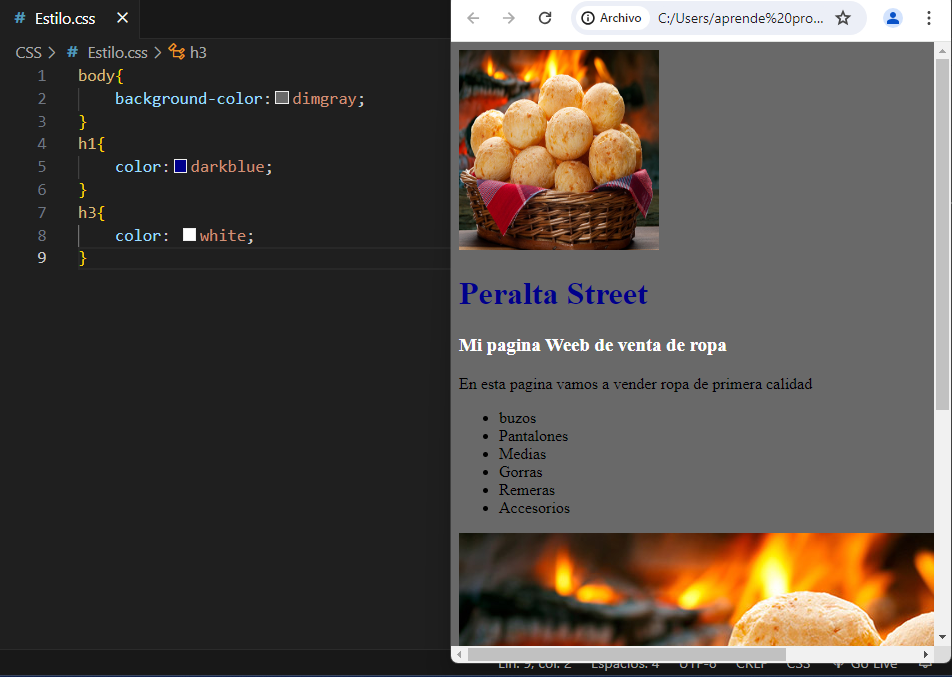 # Estilo.css ×
CSS > # Estilo.css > h3
1 body{
2 background-color: dimgray;
3 }
4 h1{
5 color: darkblue;
6 }
7 h3{
8 color: white;
9 }
Archivo C:/Users/aprende%20pro...
Peralta Street
Mi pagina Weeb de venta de ropa
En esta pagina vamos a vender ropa de primera calidad
• buzos
• Pantalones
• Medias
• Gorras
• Remeras
• Accesorios
Lín. 9, col. 2 Espacios: 4 UTF-8 CRLF CSS Go Live